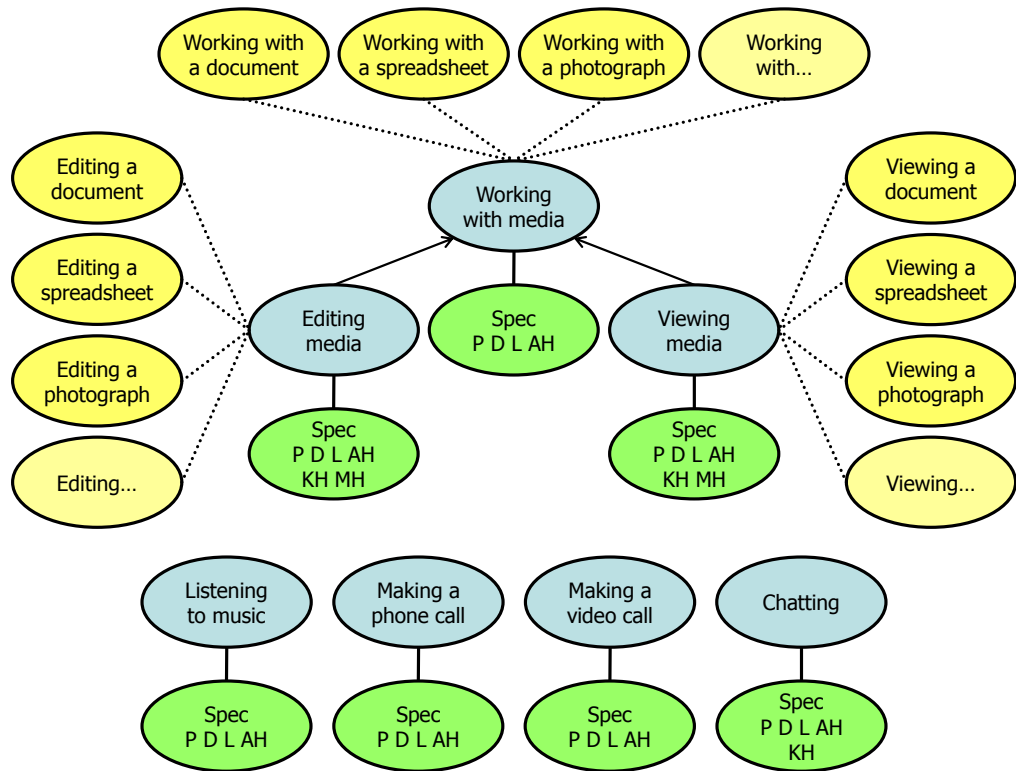 Working with
a document
Working with
a spreadsheet
Working with
a photograph
Working
with...
Editing a
document
Working
with media
Viewing a
document
Editing a
spreadsheet
Viewing a
spreadsheet
Editing
media
Spec
P D L AH
Viewing
media
Editing a
photograph
Viewing a
photograph
Spec
P D L AH
KH MH
Spec
P D L AH
KH MH
Editing...
Viewing...
Listening
to music
Making a
phone call
Making a
video call
Chatting
Spec
P D L AH
Spec
P D L AH
Spec
P D L AH
Spec
P D L AH
KH